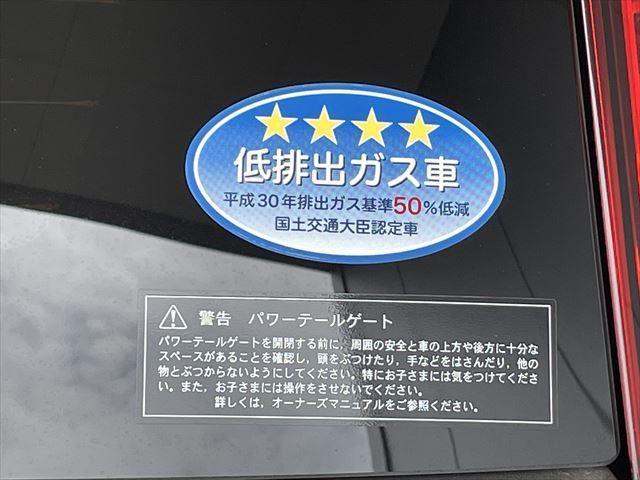 低排出ガス車
平成30年排出ガス基準50%低減
国土交通大臣認定車
警告 パワーテールゲート
パワーテールゲートを開閉する前に，周囲の安全と車の上方や後方に十分な
スペースがあることを確認し，頭をぶつけたり，手などをはさんだり，他の
物とぶつからないようにしてください。特にお子さまには気をつけてくださ
い。また，お子さまには操作をさせないでください。
詳しくは，オーナーズマニュアルをご参照ください。